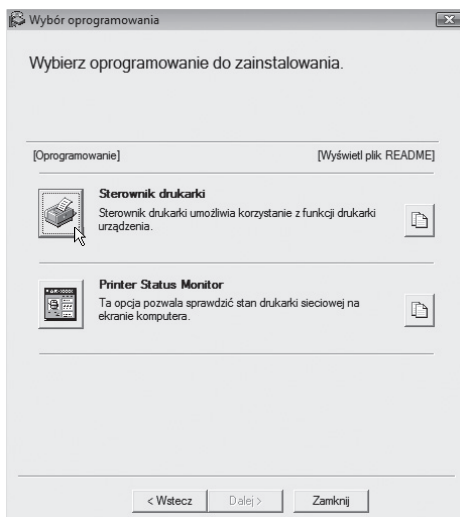 Wybór oprogramowania
Wybierz oprogramowanie do zainstalowania.
[Oprogramowanie] [Wyświetl plik README]
Sterownik drukarki
Sterownik drukarki umożliwia korzystanie z funkcji drukarki
urządzenia.
Printer Status Monitor
Ta opcja pozwala sprawdzić stan drukarki sieciowej na
ekranie komputera.
< Wstecz Dalej > Zamknij